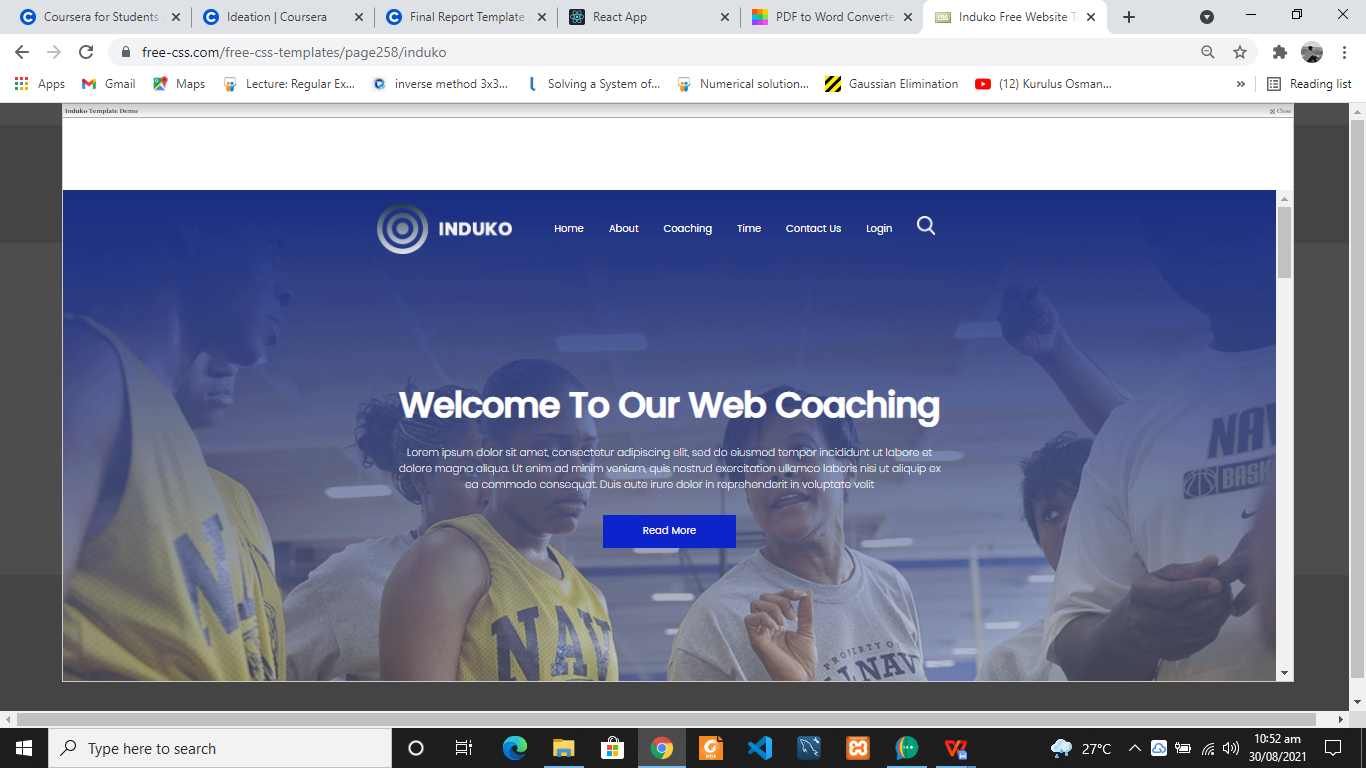 Coursera for Students
Ideation | Coursera
Final Report Template
React App
PDF to Word Converte
Induko Free Website T
free-css.com/free-css-templates/page258/induko
Apps
Gmail
Maps
Lecture: Regular Ex...
inverse method 3x3...
Solving a System of...
Numerical solution...
Gaussian Elimination
(12) Kurulus Osman...
»
Reading list
Induko Template Demo
Close
INDUKO
Home
About
Coaching
Time
Contact Us
Login
Welcome To Our Web Coaching
Lorem ipsum dolor sit amet, consectetur adipiscing elit, sed do eiusmod tempor incididunt ut labore et
dolore magna aliqua. Ut enim ad minim veniam, quis nostrud exercitation ullamco laboris nisi ut aliquip ex
ea commodo consequat. Duis aute irure dolor in reprehenderit in voluptate velit
Read More
NAV
BASK
NAV
PROPERTY OF
NAV
Type here to search
27°C
10:52 am
30/08/2021